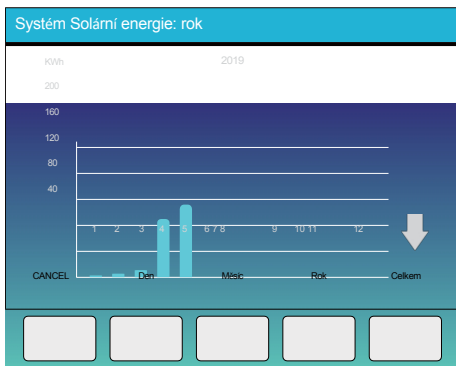 Systém Solární energie: rok
KWh 2019
200
160
120
80
40
1 2 3 4 5 6 7 8 9 10 11 12
CANCEL Den Měsíc Rok Celkem